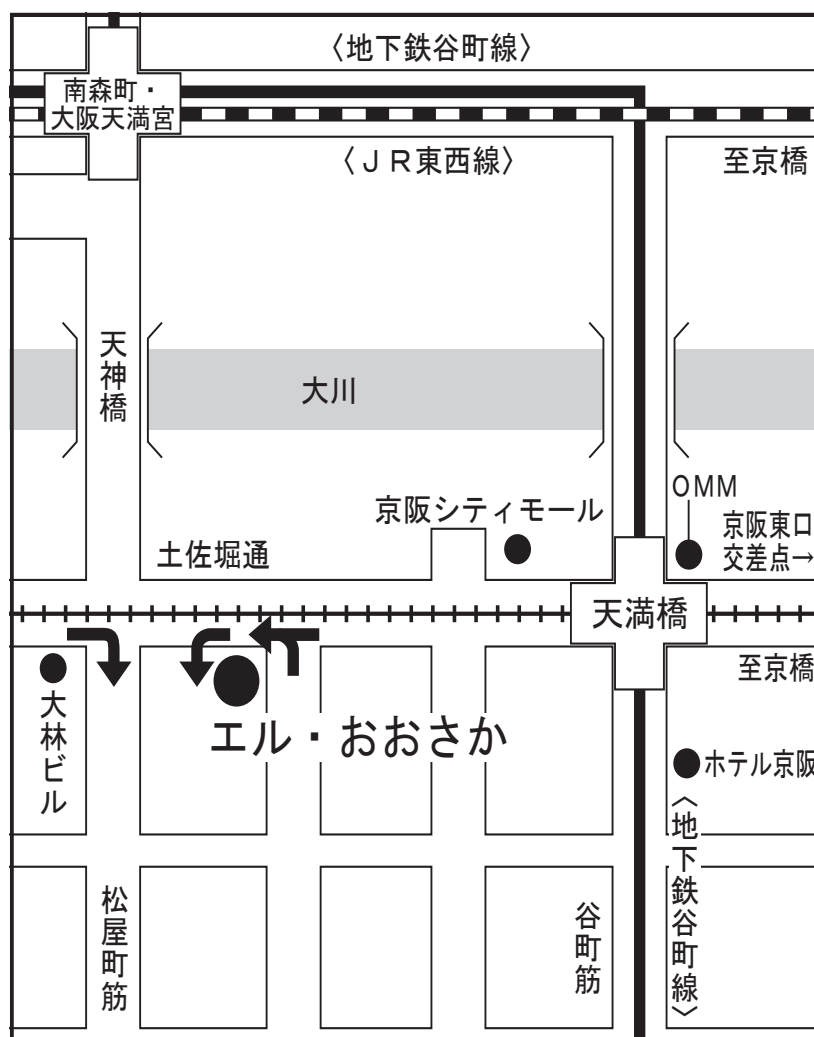 〈地下鉄谷町線〉
南森町・
大阪天満宮
〈ＪＲ東西線〉
至京橋
天神橋
大川
京阪シティモール
OMM
京阪東口
交差点→
土佐堀通
天満橋
至京橋
大林ビル
エル・おおさか
ホテル京阪
〈地下鉄谷町線〉
松屋町筋
谷町筋